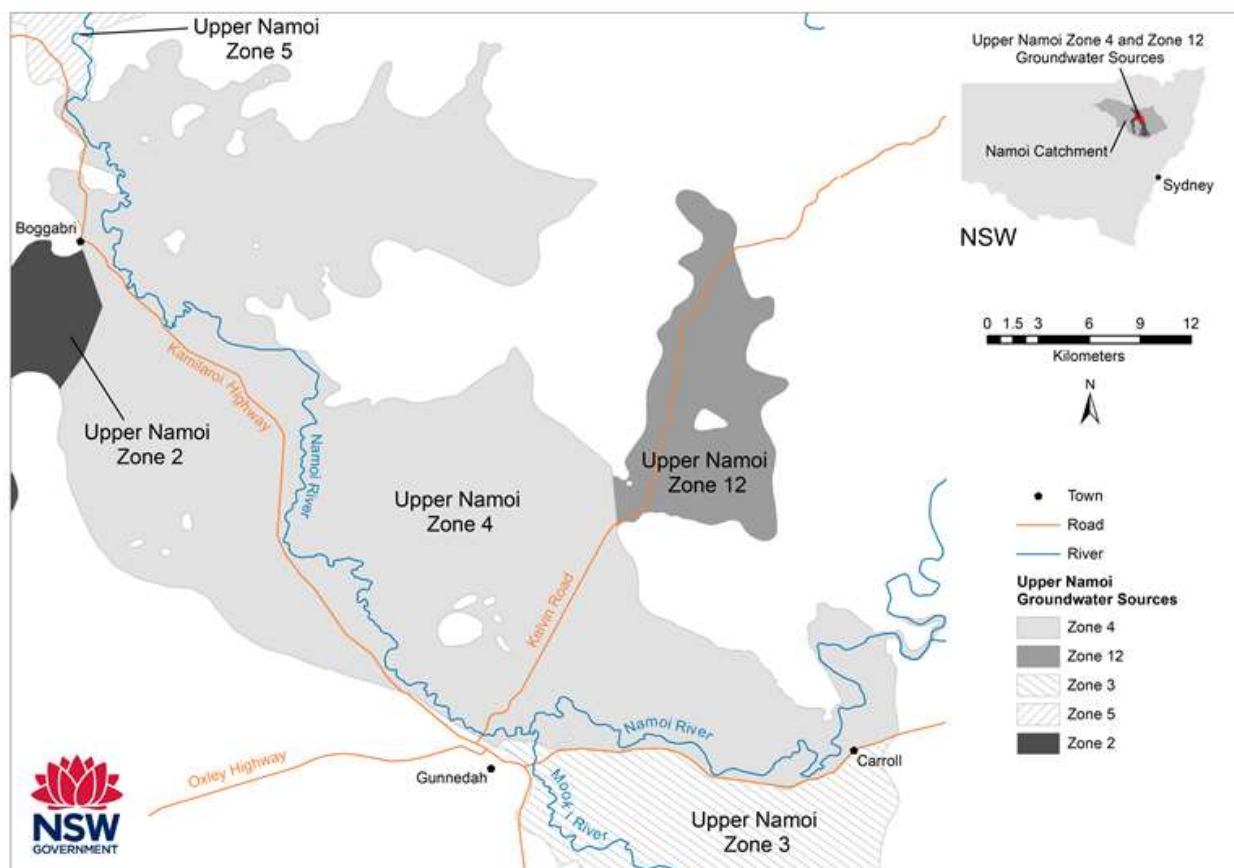 Upper Namoi
Zone 5
Upper Namoi Zone 4 and Zone 12
Groundwater Sources
Namoi Catchment
Sydney
NSW
Boggabri
0 1.5 3 6 9 12
Kilometers
N
Kamilaroi Highway
Upper Namoi
Zone 2
Namoi River
Upper Namoi
Zone 4
Upper Namoi
Zone 12
Kelvin Road
Town
Road
River
Upper Namoi
Groundwater Sources
Zone 4
Zone 12
Zone 3
Zone 5
Zone 2
Namoi River
Carroll
Oxley Highway
Gunnedah
Mook i River
Upper Namoi
Zone 3
NSW
GOVERNMENT